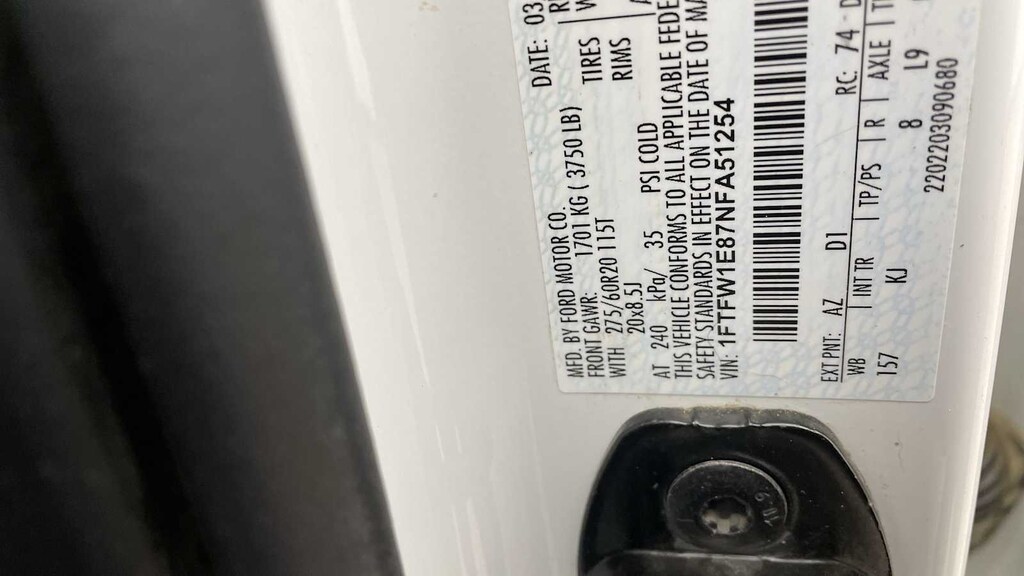 MFD. BY FORD MOTOR CO.
DATE: 03
FRONT GAWR: 1701 KG ( 3750 LB)
WITH 275/60R20 115T TIRES
20x8.5J RIMS
AT 240 kPa/ 35 PSI COLD
THIS VEHICLE CONFORMS TO ALL APPLICABLE FEDE
SAFETY STANDARDS IN EFFECT ON THE DATE OF MA
VIN: 1FTFW1E87NFA51254
EXT PNT: AZ D1 RC: 74
WB | INT TR | TP/PS | R | AXLE |
157 KJ 8 L9
2202203090680